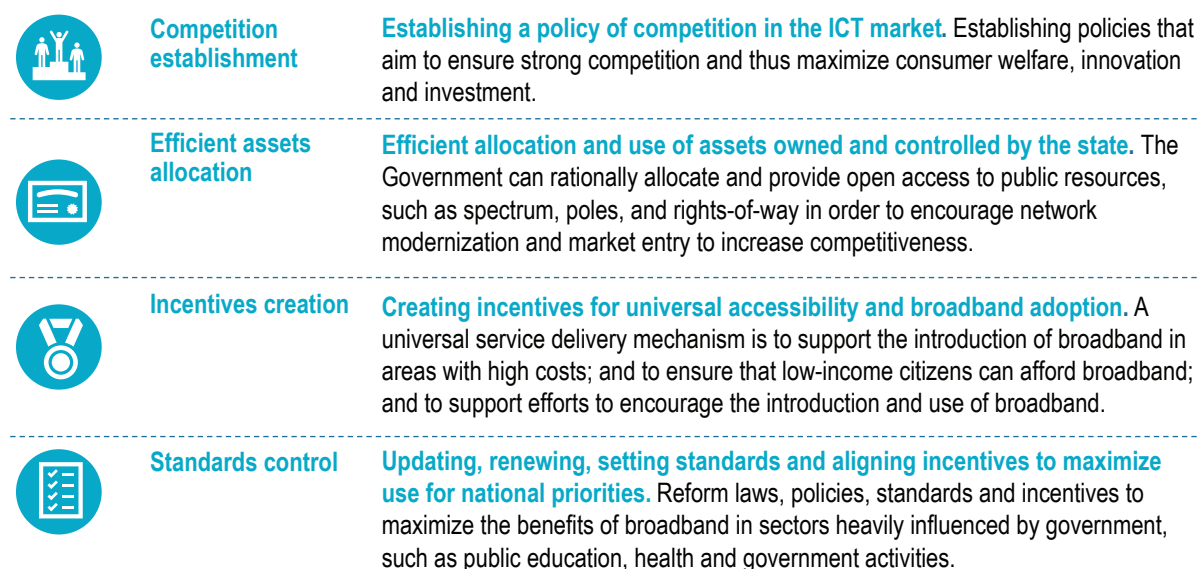 Competition
establishment
Establishing a policy of competition in the ICT market. Establishing policies that
aim to ensure strong competition and thus maximize consumer welfare, innovation
and investment.
Efficient assets
allocation
Efficient allocation and use of assets owned and controlled by the state. The
Government can rationally allocate and provide open access to public resources,
such as spectrum, poles, and rights-of-way in order to encourage network
modernization and market entry to increase competitiveness.
Incentives creation
Creating incentives for universal accessibility and broadband adoption. A
universal service delivery mechanism is to support the introduction of broadband in
areas with high costs; and to ensure that low-income citizens can afford broadband;
and to support efforts to encourage the introduction and use of broadband.
Standards control
Updating, renewing, setting standards and aligning incentives to maximize
use for national priorities. Reform laws, policies, standards and incentives to
maximize the benefits of broadband in sectors heavily influenced by government,
such as public education, health and government activities.